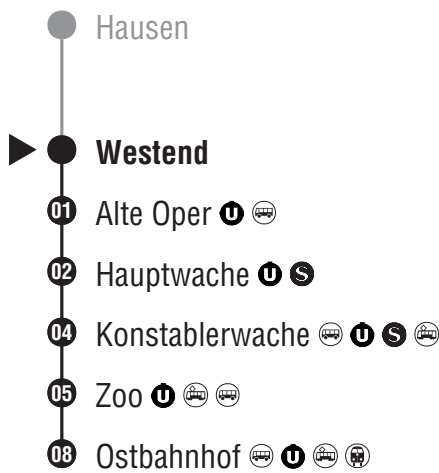 Hausen
Westend
01 Alte Oper U
02 Hauptwache U S
04 Konstablerwache U S
05 Zoo U
08 Ostbahnhof U